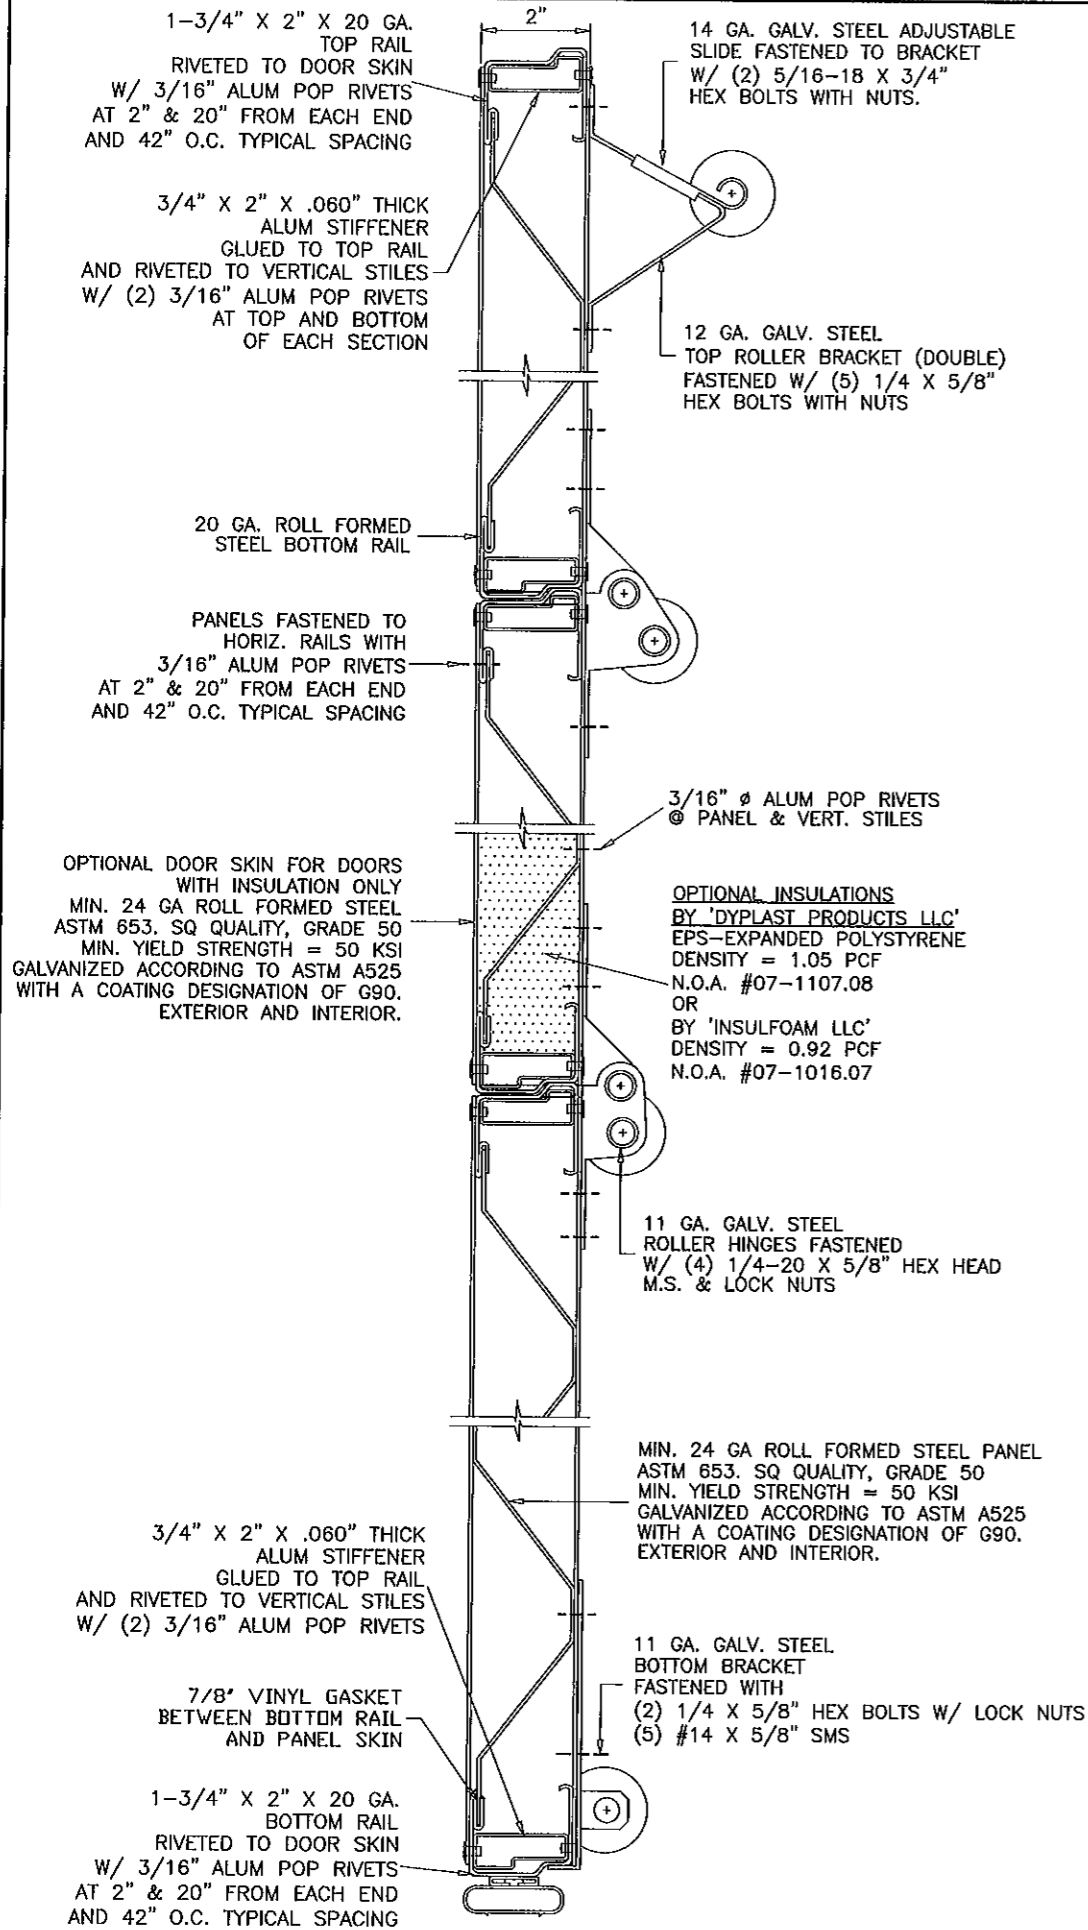 1-3/4" X 2" X 20 GA.
TOP RAIL
RIVETED TO DOOR SKIN
W/ 3/16" ALUM POP RIVETS
AT 2" & 20" FROM EACH END
AND 42" O.C. TYPICAL SPACING
2"
14 GA. GALV. STEEL ADJUSTABLE
SLIDE FASTENED TO BRACKET
W/ (2) 5/16-18 X 3/4"
HEX BOLTS WITH NUTS.
3/4" X 2" X .060" THICK
ALUM STIFFENER
GLUED TO TOP RAIL
AND RIVETED TO VERTICAL STILES
W/ (2) 3/16" ALUM POP RIVETS
AT TOP AND BOTTOM
OF EACH SECTION
12 GA. GALV. STEEL
TOP ROLLER BRACKET (DOUBLE)
FASTENED W/ (5) 1/4 X 5/8"
HEX BOLTS WITH NUTS
20 GA. ROLL FORMED
STEEL BOTTOM RAIL
PANELS FASTENED TO
HORIZ. RAILS WITH
3/16" ALUM POP RIVETS
AT 2" & 20" FROM EACH END
AND 42" O.C. TYPICAL SPACING
3/16" ø ALUM POP RIVETS
@ PANEL & VERT. STILES
OPTIONAL DOOR SKIN FOR DOORS
WITH INSULATION ONLY
MIN. 24 GA ROLL FORMED STEEL
ASTM 653. SQ QUALITY, GRADE 50
MIN. YIELD STRENGTH = 50 KSI
GALVANIZED ACCORDING TO ASTM A525
WITH A COATING DESIGNATION OF G90.
EXTERIOR AND INTERIOR.
OPTIONAL INSULATIONS
BY 'DYPLAST PRODUCTS LLC'
EPS-EXPANDED POLYSTYRENE
DENSITY = 1.05 PCF
N.O.A. #07-1107.08
OR
BY 'INSULFOAM LLC'
DENSITY = 0.92 PCF
N.O.A. #07-1016.07
11 GA. GALV. STEEL
ROLLER HINGES FASTENED
W/ (4) 1/4-20 X 5/8" HEX HEAD
M.S. & LOCK NUTS
MIN. 24 GA ROLL FORMED STEEL PANEL
ASTM 653. SQ QUALITY, GRADE 50
MIN. YIELD STRENGTH = 50 KSI
GALVANIZED ACCORDING TO ASTM A525
WITH A COATING DESIGNATION OF G90.
EXTERIOR AND INTERIOR.
3/4" X 2" X .060" THICK
ALUM STIFFENER
GLUED TO TOP RAIL
AND RIVETED TO VERTICAL STILES
W/ (2) 3/16" ALUM POP RIVETS
11 GA. GALV. STEEL
BOTTOM BRACKET
FASTENED WITH
(2) 1/4 X 5/8" HEX BOLTS W/ LOCK NUTS
(5) #14 X 5/8" SMS
7/8" VINYL GASKET
BETWEEN BOTTOM RAIL
AND PANEL SKIN
1-3/4" X 2" X 20 GA.
BOTTOM RAIL
RIVETED TO DOOR SKIN
W/ 3/16" ALUM POP RIVETS
AT 2" & 20" FROM EACH END
AND 42" O.C. TYPICAL SPACING